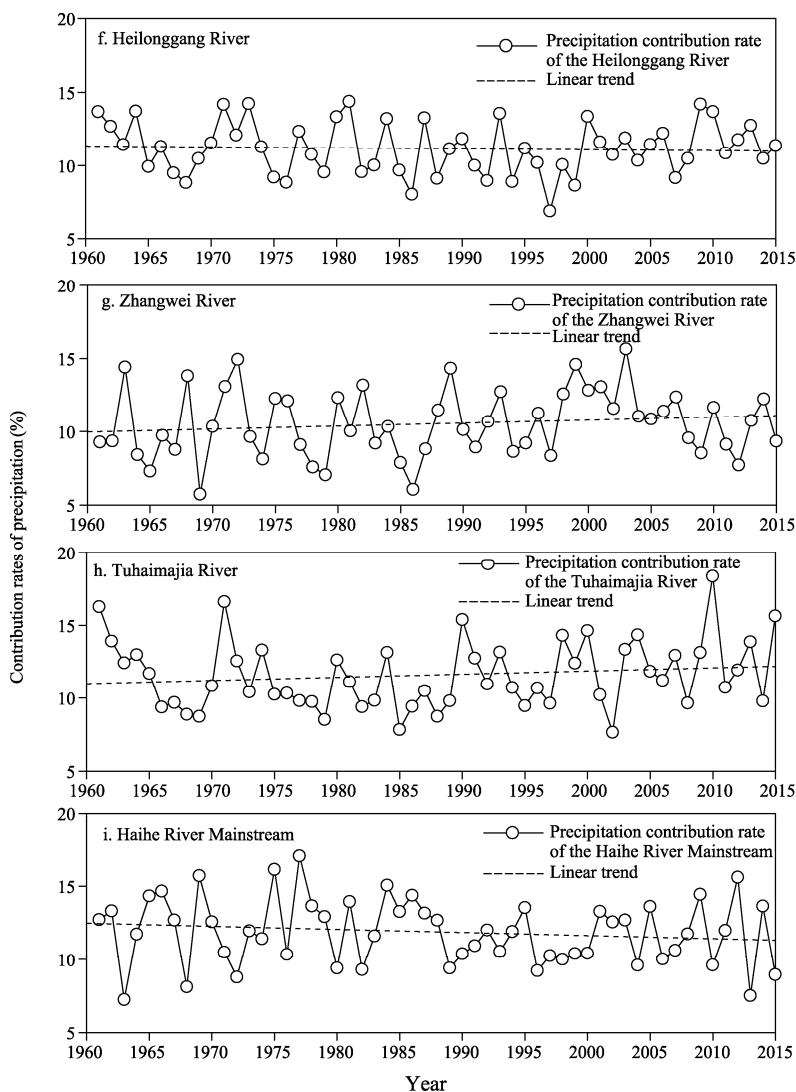 Contribution rates of precipitation (%)
f. Heilonggang River
Precipitation contribution rate
of the Heilonggang River
Linear trend
20
15
10
5
1960 1965 1970 1975 1980 1985 1990 1995 2000 2005 2010 2015
g. Zhangwei River
Precipitation contribution rate
of the Zhangwei River
Linear trend
20
15
10
5
1960 1965 1970 1975 1980 1985 1990 1995 2000 2005 2010 2015
h. Tuhaimajia River
Precipitation contribution rate
of the Tuhaimajia River
Linear trend
20
15
10
5
1960 1965 1970 1975 1980 1985 1990 1995 2000 2005 2010 2015
i. Haihe River Mainstream
Precipitation contribution rate
of the Haihe River Mainstream
Linear trend
20
15
10
5
1960 1965 1970 1975 1980 1985 1990 1995 2000 2005 2010 2015
Year